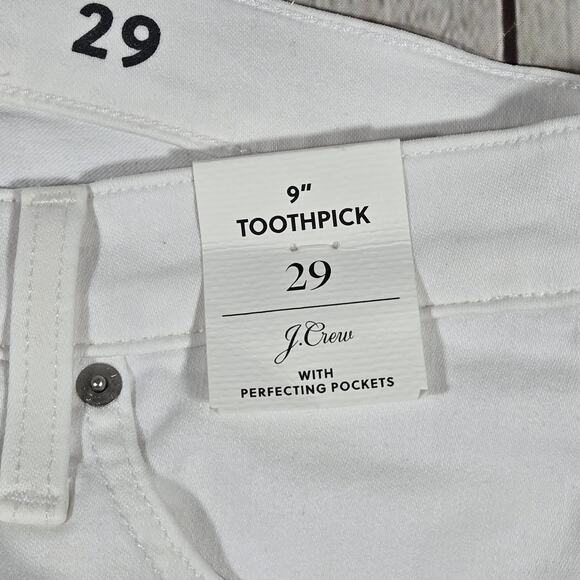 29
9"
TOOTHPICK
29
J.Crew
WITH
PERFECTING POCKETS